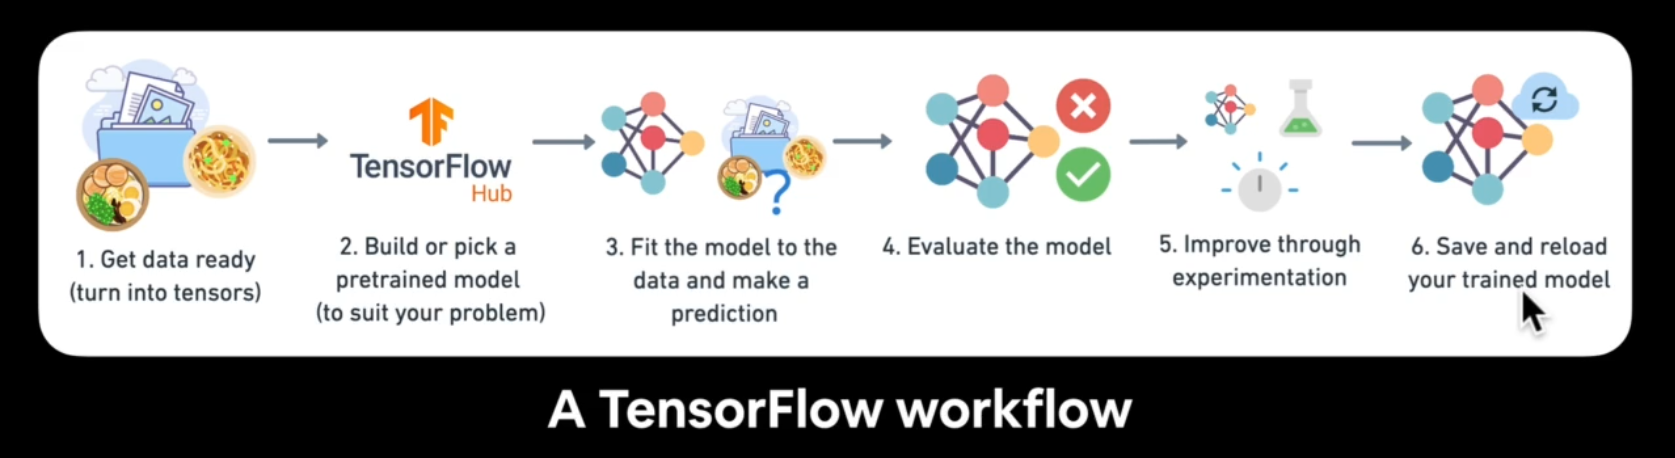 TensorFlow
Hub
1. Get data ready
(turn into tensors)
2. Build or pick a
pretrained model
(to suit your problem)
3. Fit the model to the
data and make a
prediction
4. Evaluate the model
5. Improve through
experimentation
6. Save and reload
your trained model
A TensorFlow workflow